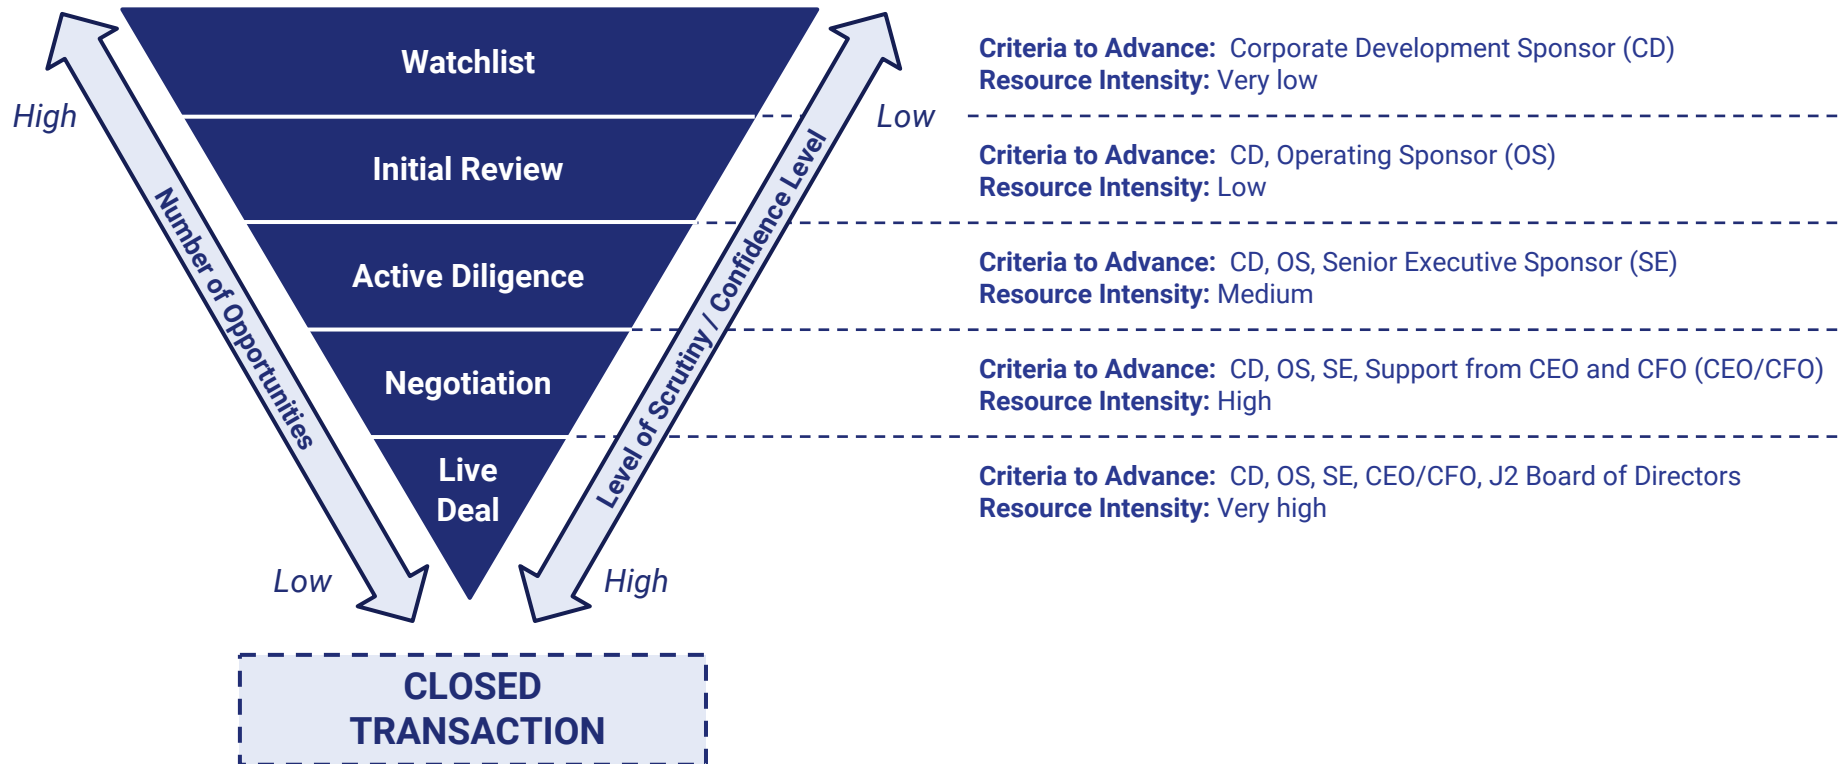 Watchlist
Criteria to Advance: Corporate Development Sponsor (CD)
Resource Intensity: Very low
High
Low
Initial Review
Criteria to Advance: CD, Operating Sponsor (OS)
Resource Intensity: Low
Number of Opportunities
Level of Scrutiny / Confidence Level
Active Diligence
Criteria to Advance: CD, OS, Senior Executive Sponsor (SE)
Resource Intensity: Medium
Negotiation
Criteria to Advance: CD, OS, SE, Support from CEO and CFO (CEO/CFO)
Resource Intensity: High
Live
Deal
Criteria to Advance: CD, OS, SE, CEO/CFO, J2 Board of Directors
Resource Intensity: Very high
Low
High
CLOSED
TRANSACTION